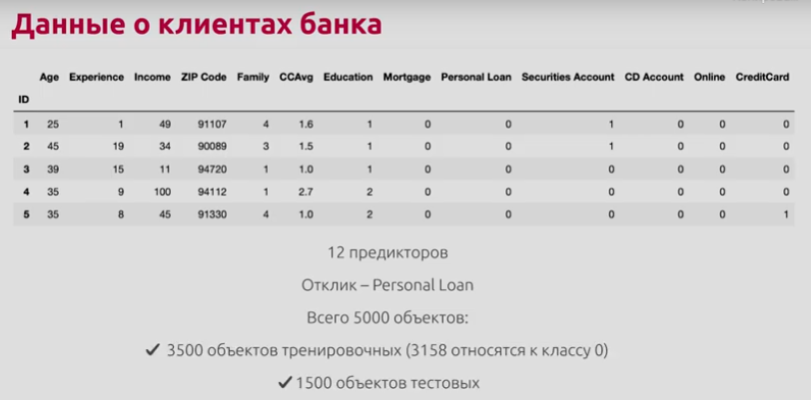 Данные о клиентах банка
Age Experience Income ZIP Code Family CCAvg Education Mortgage Personal Loan Securities Account CD Account Online CreditCard
ID
1 25 1 49 91107 4 1.6 1 0 0 1 0 0 0
2 45 19 34 90089 3 1.5 1 0 0 1 0 0 0
3 39 15 11 94720 1 1.0 1 0 0 0 0 0 0
4 35 9 100 94112 1 2.7 2 0 0 0 0 0 0
5 35 8 45 91330 4 1.0 2 0 0 0 0 0 1
12 предикторов
Отклик – Personal Loan
Всего 5000 объектов:
✓ 3500 объектов тренировочных (3158 относятся к классу 0)
✓ 1500 объектов тестовых